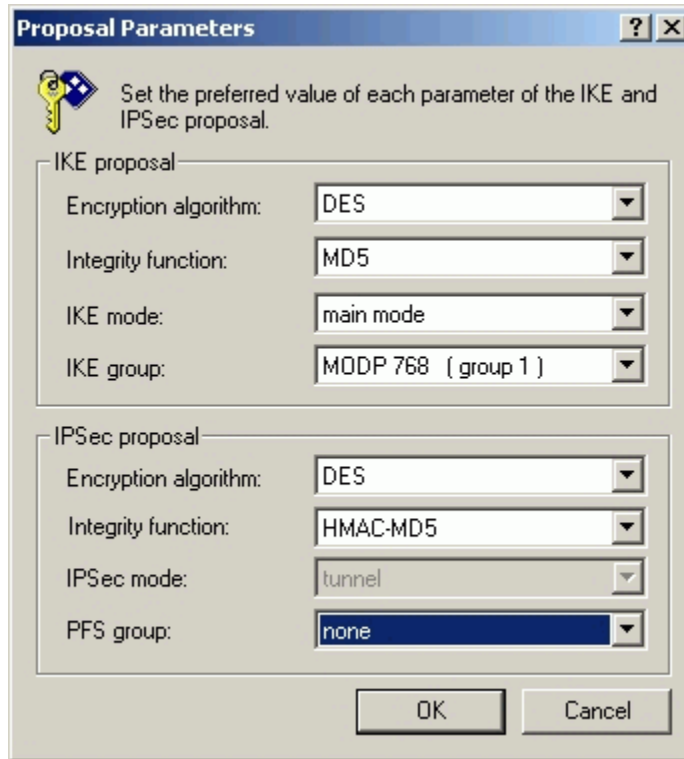 Proposal Parameters
Set the preferred value of each parameter of the IKE and
IPSec proposal.
IKE proposal
Encryption algorithm: DES
Integrity function: MD5
IKE mode: main mode
IKE group: MODP 768 ( group 1 )
IPSec proposal
Encryption algorithm: DES
Integrity function: HMAC-MD5
IPSec mode: tunnel
PFS group: none
OK Cancel